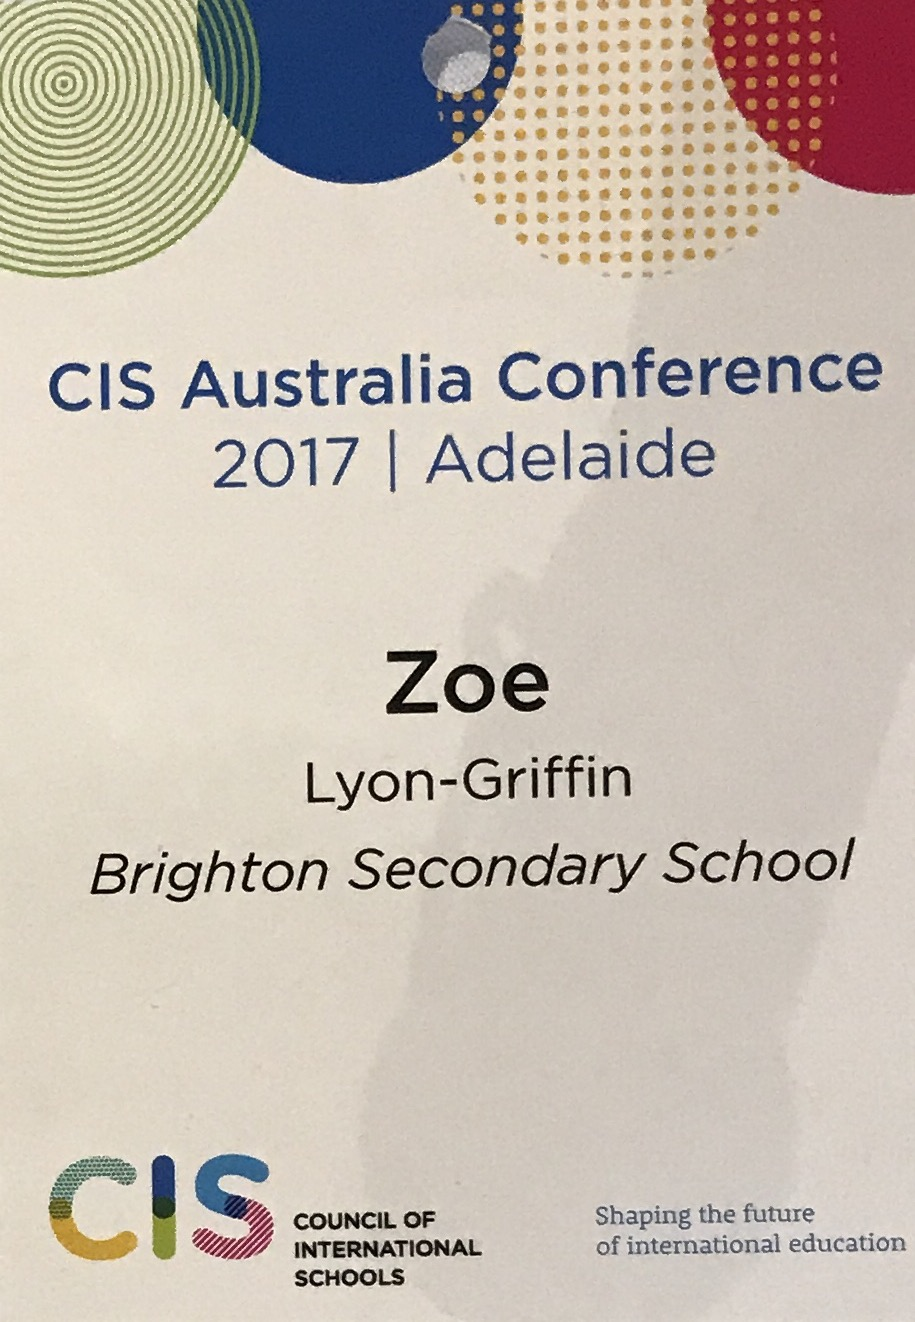 CIS Australia Conference
2017 | Adelaide
Zoe
Lyon-Griffin
Brighton Secondary School
CIS
COUNCIL OF
INTERNATIONAL
SCHOOLS
Shaping the future
of international education